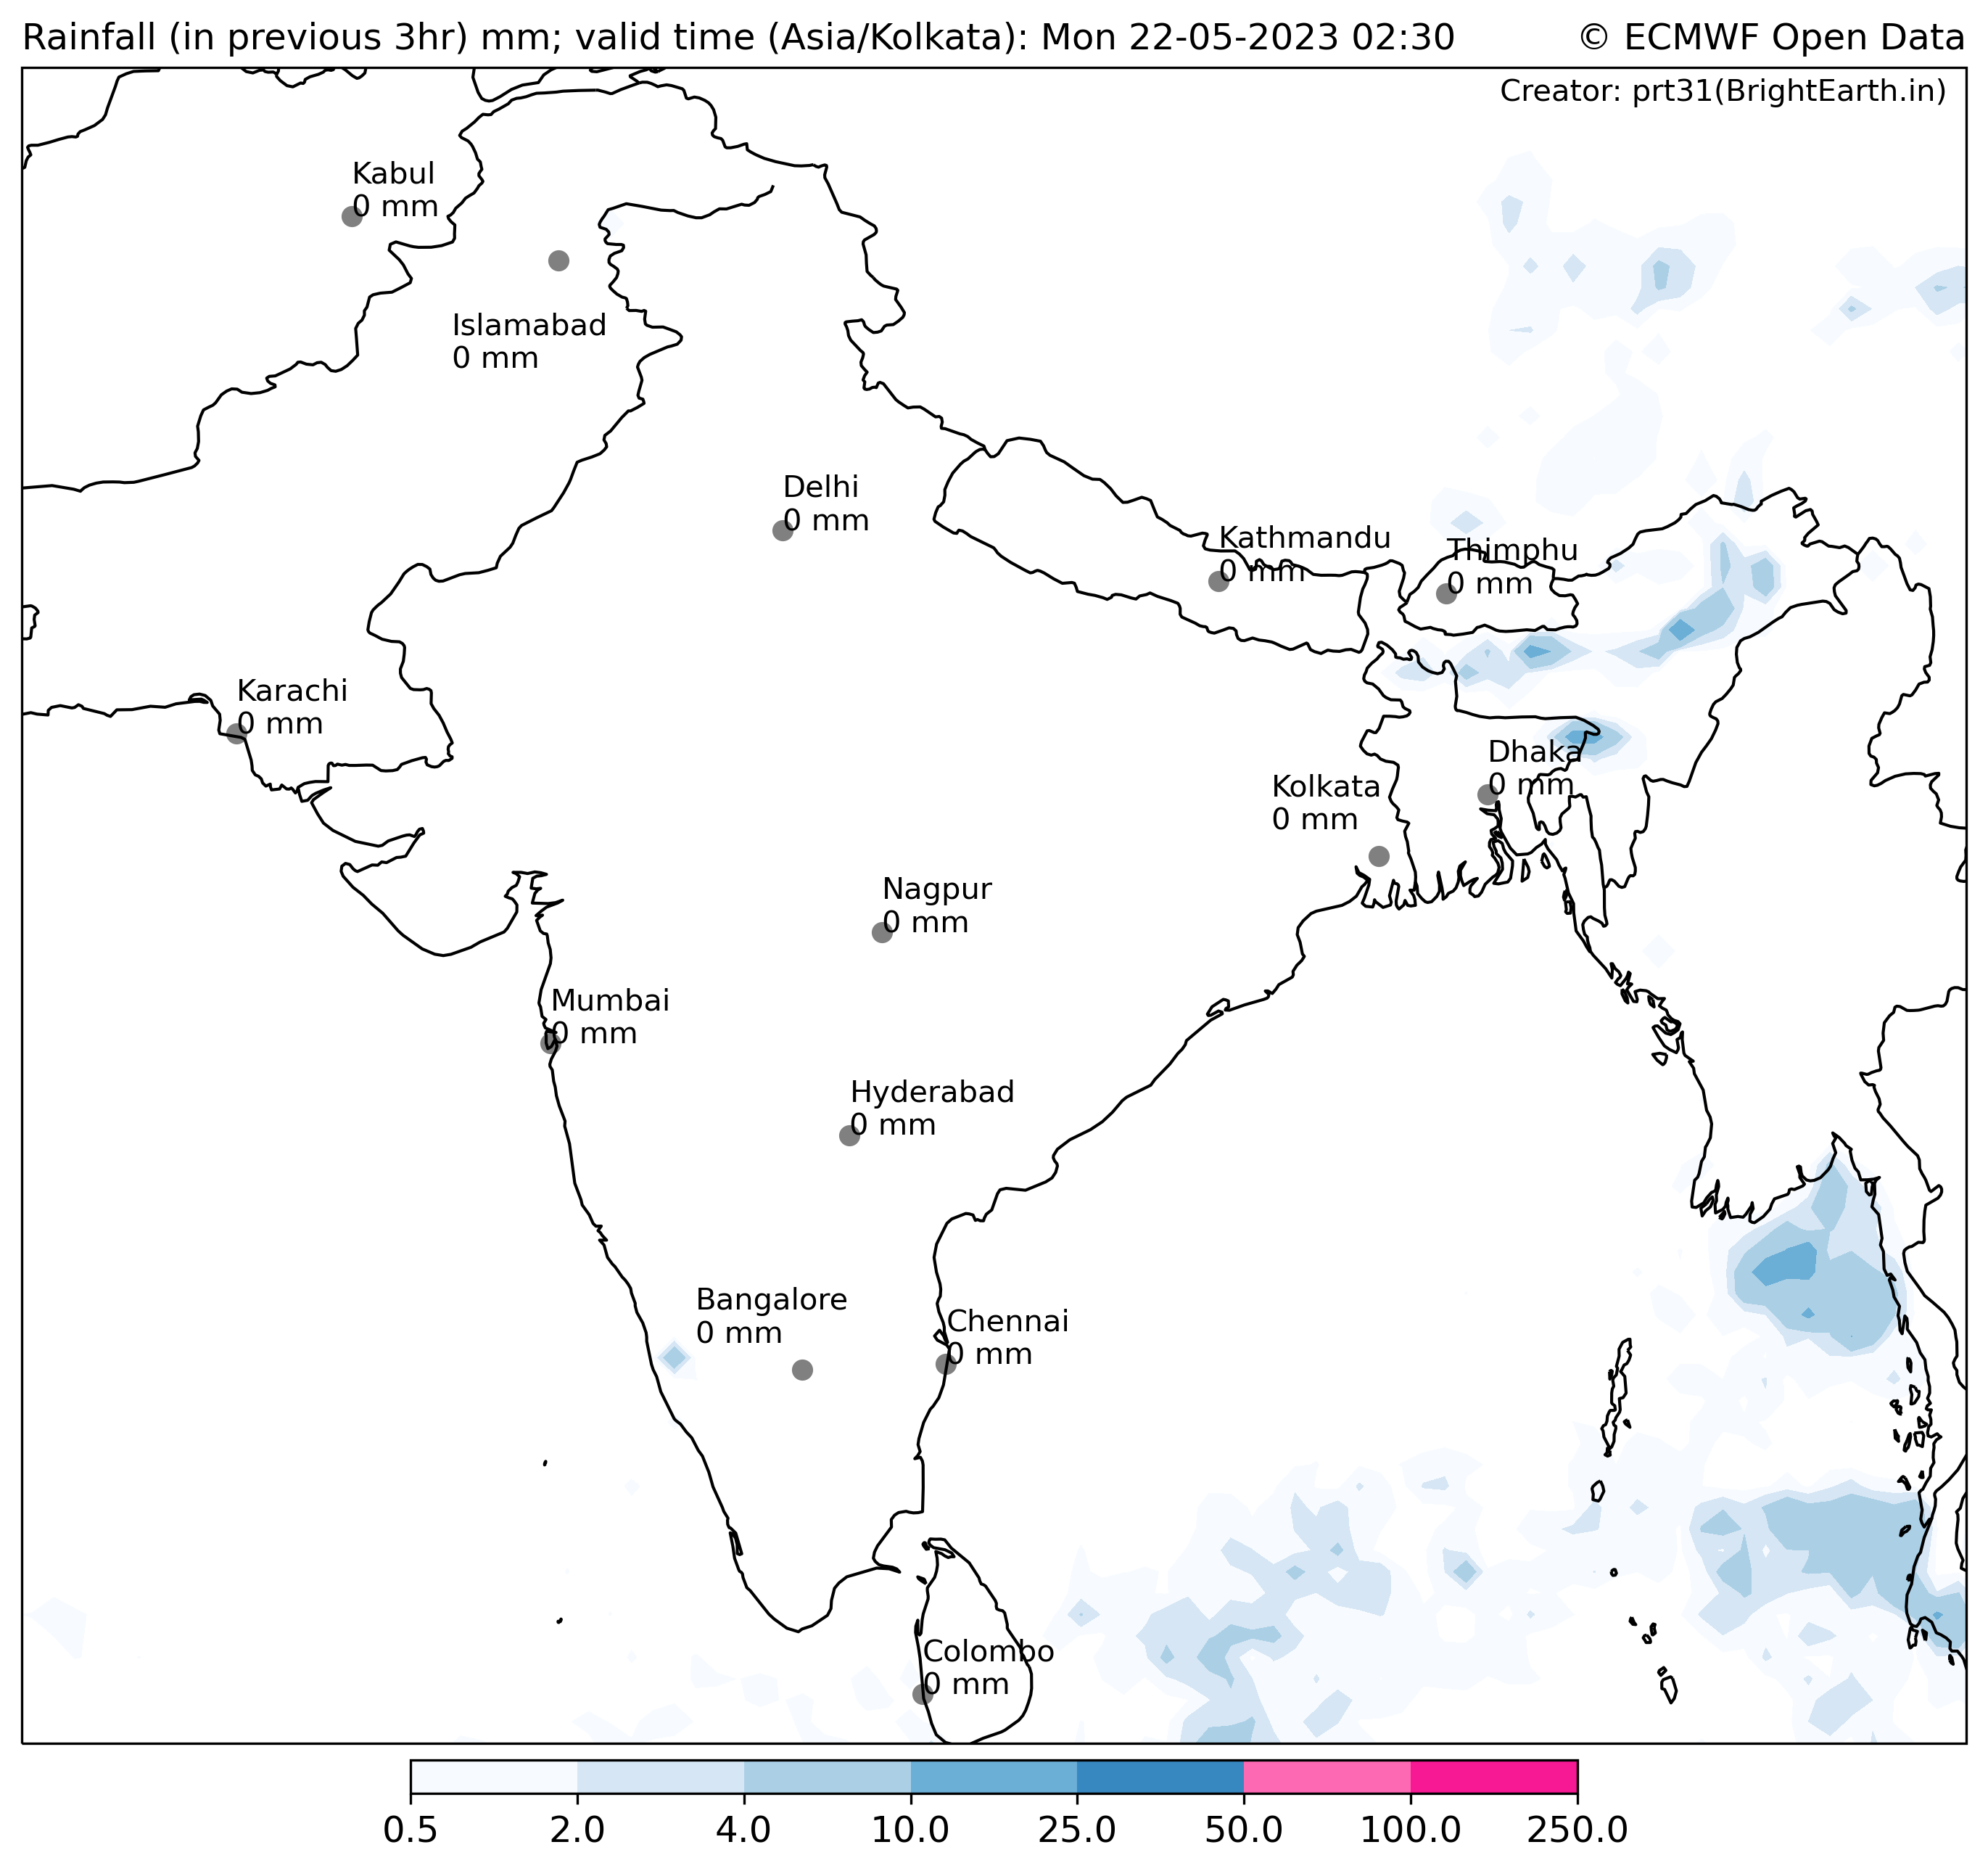 Rainfall (in previous 3hr) mm; valid time (Asia/Kolkata): Mon 22-05-2023 02:30
© ECMWF Open Data
Creator: prt31(BrightEarth.in)
Kabul
0 mm
Islamabad
0 mm
Delhi
0 mm
Kathmandu
0 mm
Thimphu
0 mm
Karachi
0 mm
Dhaka
0 mm
Kolkata
0 mm
Nagpur
0 mm
Mumbai
0 mm
Hyderabad
0 mm
Bangalore
0 mm
Chennai
0 mm
Colombo
0 mm
0.5
2.0
4.0
10.0
25.0
50.0
100.0
250.0